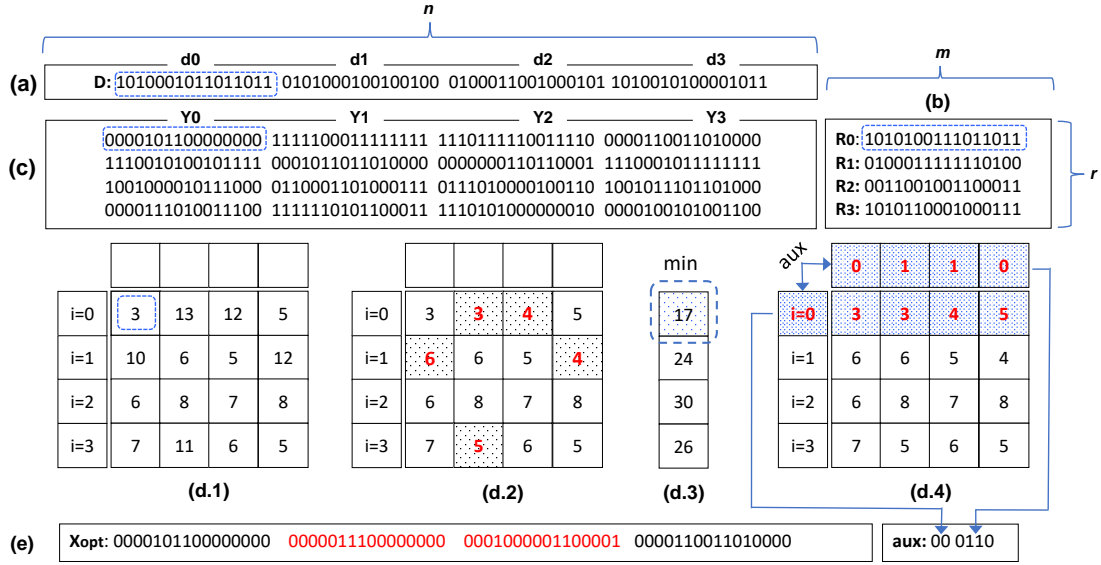 n
d0 d1 d2 d3
(a) D: 1010001011011011 0101000100100100 0100011001000101 1010010100001011
m
(b)
Y0 Y1 Y2 Y3
(c)
0000101100000000 1111100011111111 1110111110011110 0000110011010000
1110010100101111 0001011011010000 0000000110110001 1110001011111111
1001000010111000 0110001101000111 0111010000100110 1001011101101000
0000111010011100 1111110101100011 1110101000000010 0000100101001100
R0: 1010100111011011
R1: 0100011111110100
R2: 0011001001100011
R3: 1010110001000111
r
i=0 3 13 12 5
i=1 10 6 5 12
i=2 6 8 7 8
i=3 7 11 6 5
(d.1)
i=0 3 3 4 5
i=1 6 6 5 4
i=2 6 8 7 8
i=3 7 5 6 5
(d.2)
min
17
24
30
26
(d.3)
aux
0 1 1 0
i=0 3 3 4 5
i=1 6 6 5 4
i=2 6 8 7 8
i=3 7 5 6 5
(d.4)
(e) Xopt: 0000101100000000 0000011100000000 0001000001100001 0000110011010000
aux: 00 0110